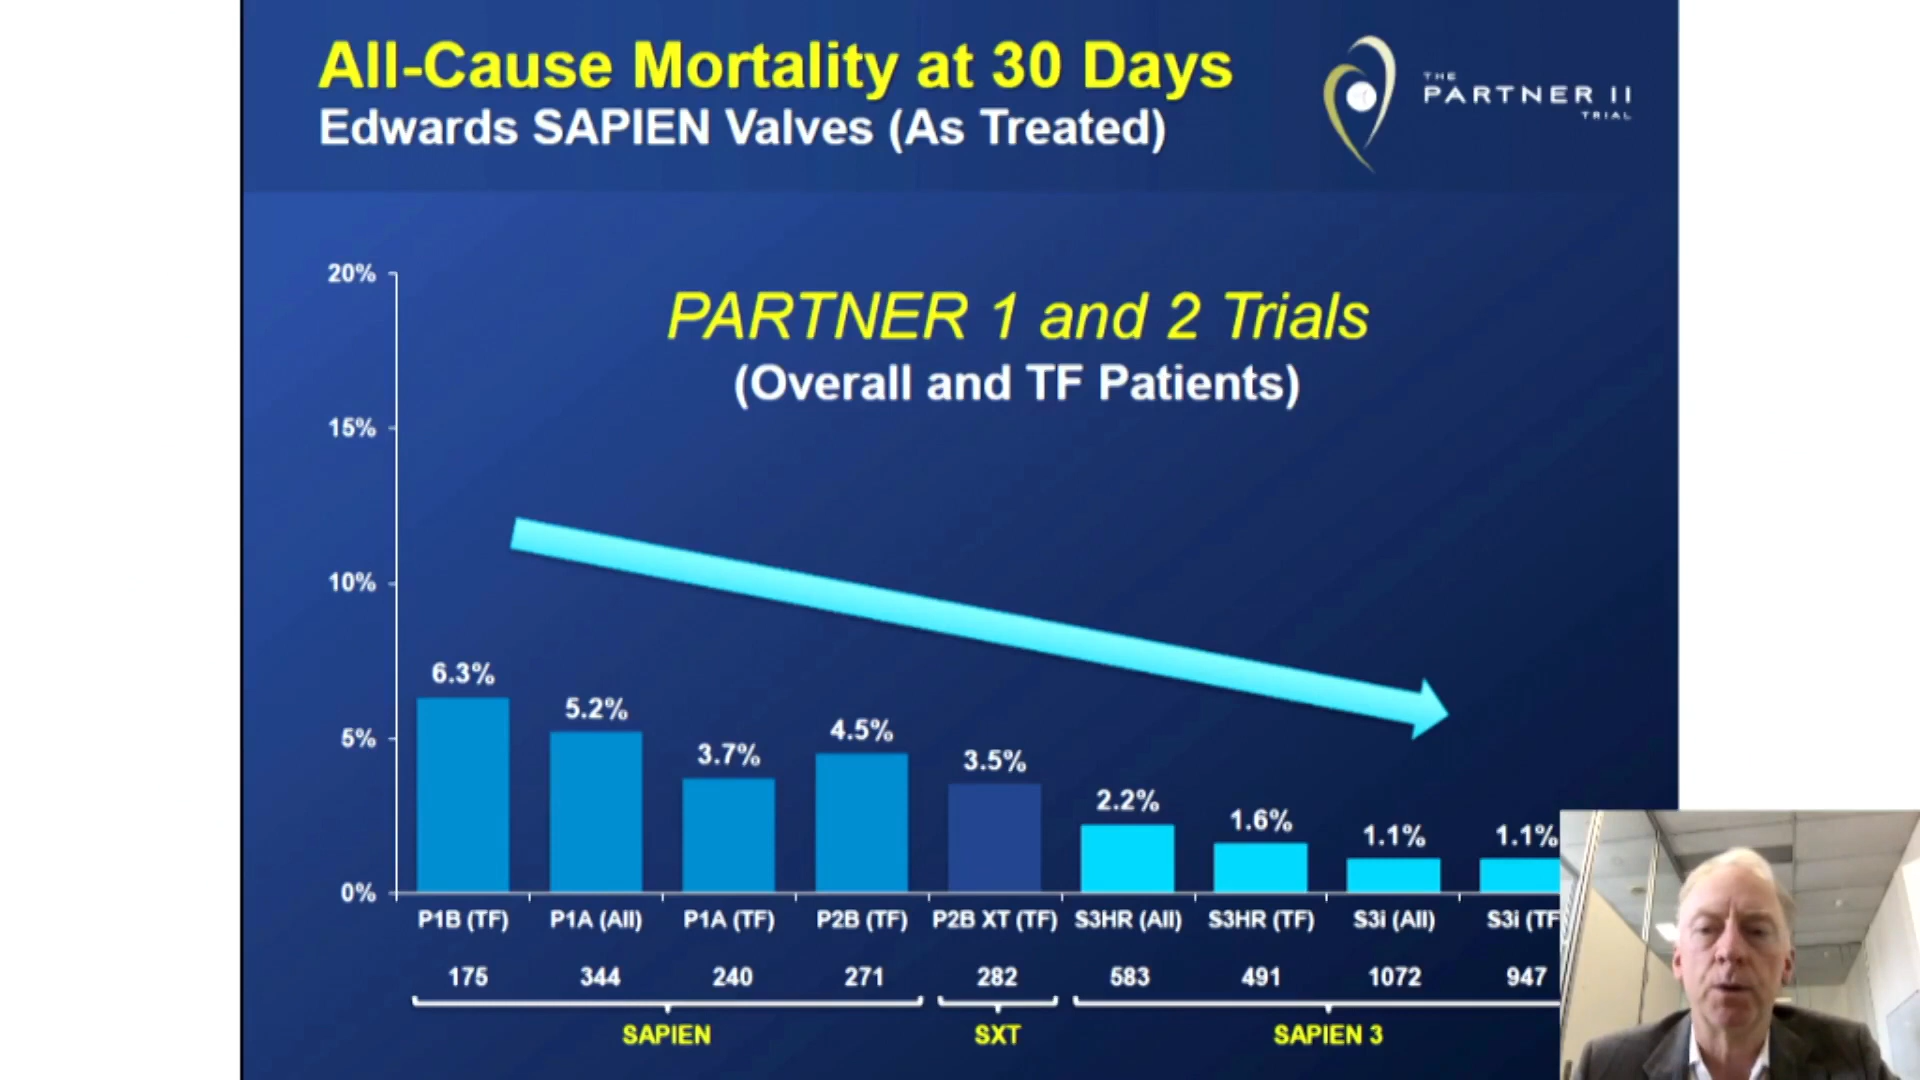 All-Cause Mortality at 30 Days
Edwards SAPIEN Valves (As Treated)
THE
PARTNER II
TRIAL
PARTNER 1 and 2 Trials
(Overall and TF Patients)
20%
15%
10%
5%
0%
6.3%
5.2%
3.7%
4.5%
3.5%
2.2%
1.6%
1.1%
1.1%
P1B (TF) P1A (All) P1A (TF) P2B (TF) P2B XT (TF) S3HR (All) S3HR (TF) S3i (All) S3i (TF
175 344 240 271 282 583 491 1072 947
SAPIEN SXT SAPIEN 3